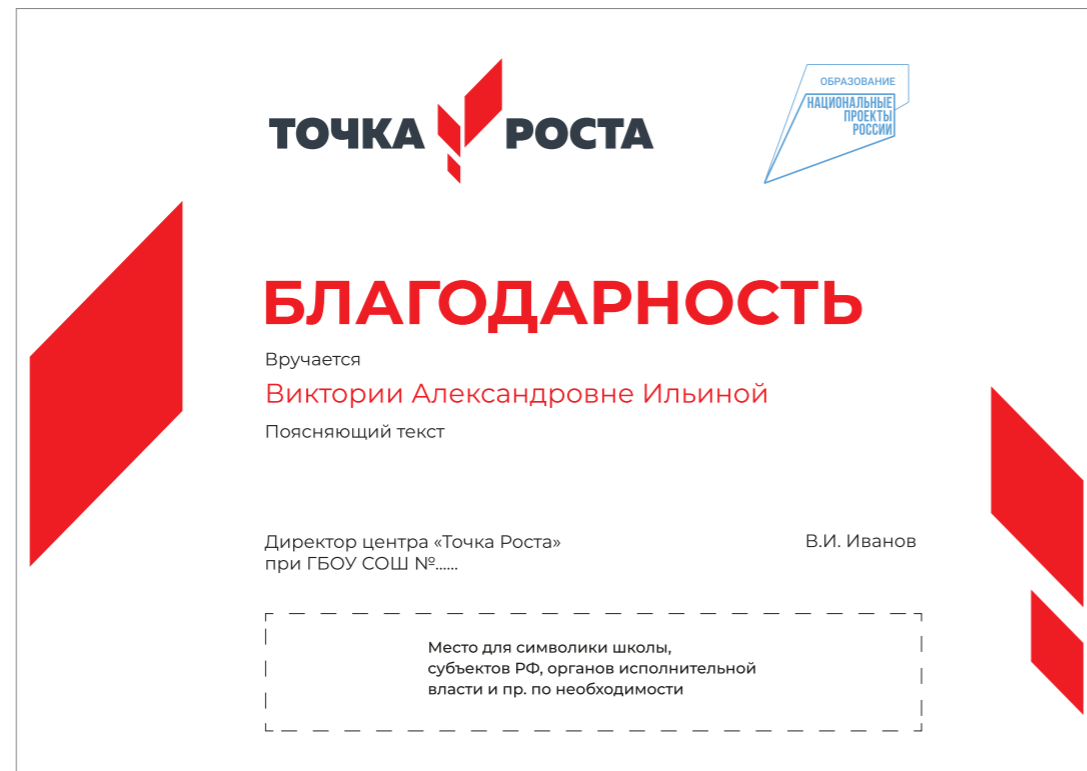 ТОЧКА РОСТА
ОБРАЗОВАНИЕ
НАЦИОНАЛЬНЫЕ
ПРОЕКТЫ
РОССИИ
БЛАГОДАРНОСТЬ
Вручается
Виктории Александровне Ильиной
Поясняющий текст
Директор центра «Точка Роста»
В.И. Иванов
при ГБОУ СОШ №......
Место для символики школы,
субъектов РФ, органов исполнительной
власти и пр. по необходимости